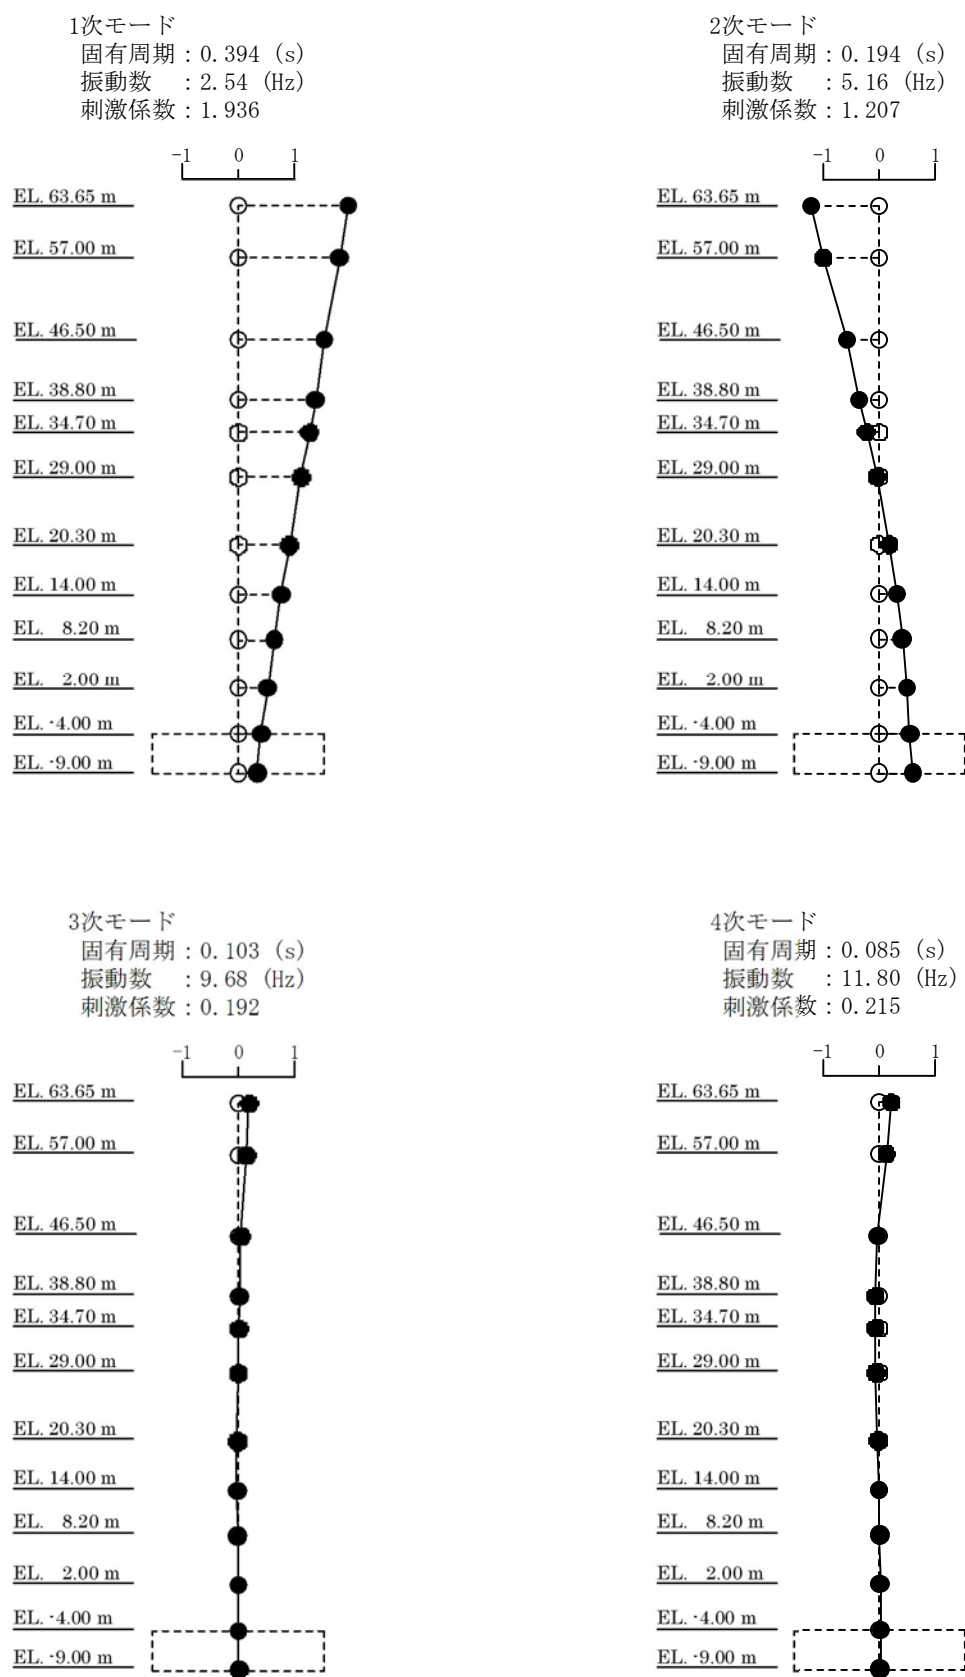 1次モード
固有周期：0.394 (s)
振動数　：2.54 (Hz)
刺激係数：1.936
-1 0 1
EL. 63.65 m
EL. 57.00 m
EL. 46.50 m
EL. 38.80 m
EL. 34.70 m
EL. 29.00 m
EL. 20.30 m
EL. 14.00 m
EL. 8.20 m
EL. 2.00 m
EL. -4.00 m
EL. -9.00 m
2次モード
固有周期：0.194 (s)
振動数　：5.16 (Hz)
刺激係数：1.207
-1 0 1
EL. 63.65 m
EL. 57.00 m
EL. 46.50 m
EL. 38.80 m
EL. 34.70 m
EL. 29.00 m
EL. 20.30 m
EL. 14.00 m
EL. 8.20 m
EL. 2.00 m
EL. -4.00 m
EL. -9.00 m
3次モード
固有周期：0.103 (s)
振動数　：9.68 (Hz)
刺激係数：0.192
-1 0 1
EL. 63.65 m
EL. 57.00 m
EL. 46.50 m
EL. 38.80 m
EL. 34.70 m
EL. 29.00 m
EL. 20.30 m
EL. 14.00 m
EL. 8.20 m
EL. 2.00 m
EL. -4.00 m
EL. -9.00 m
4次モード
固有周期：0.085 (s)
振動数　：11.80 (Hz)
刺激係数：0.215
-1 0 1
EL. 63.65 m
EL. 57.00 m
EL. 46.50 m
EL. 38.80 m
EL. 34.70 m
EL. 29.00 m
EL. 20.30 m
EL. 14.00 m
EL. 8.20 m
EL. 2.00 m
EL. -4.00 m
EL. -9.00 m